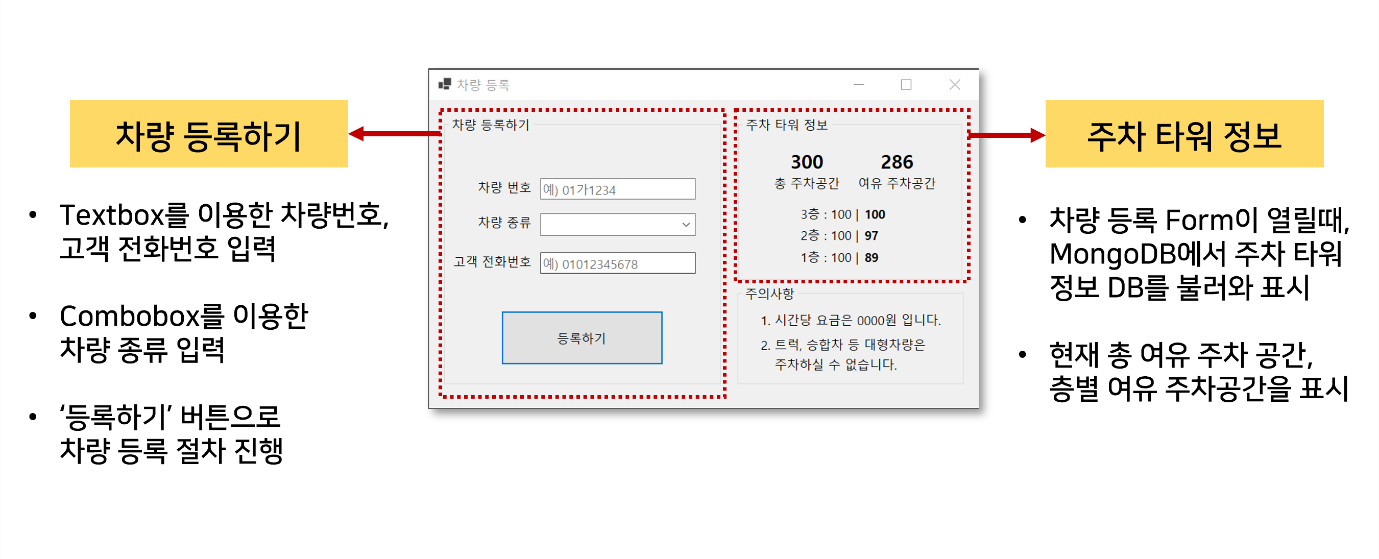 차량 등록하기
• Textbox를 이용한 차량번호,
고객 전화번호 입력
• Combobox를 이용한
차량 종류 입력
• ‘등록하기’ 버튼으로
차량 등록 절차 진행
차량 등록
차량 등록하기
차량 번호 예) 01가1234
차량 종류
고객 전화번호 예) 01012345678
등록하기
주차 타워 정보
300 286
총 주차공간 여유 주차공간
3층 : 100 | 100
2층 : 100 | 97
1층 : 100 | 89
주의사항
1. 시간당 요금은 0000원 입니다.
2. 트럭, 승합차 등 대형차량은
주차하실 수 없습니다.
주차 타워 정보
• 차량 등록 Form이 열릴때,
MongoDB에서 주차 타워
정보 DB를 불러와 표시
• 현재 총 여유 주차 공간,
층별 여유 주차공간을 표시